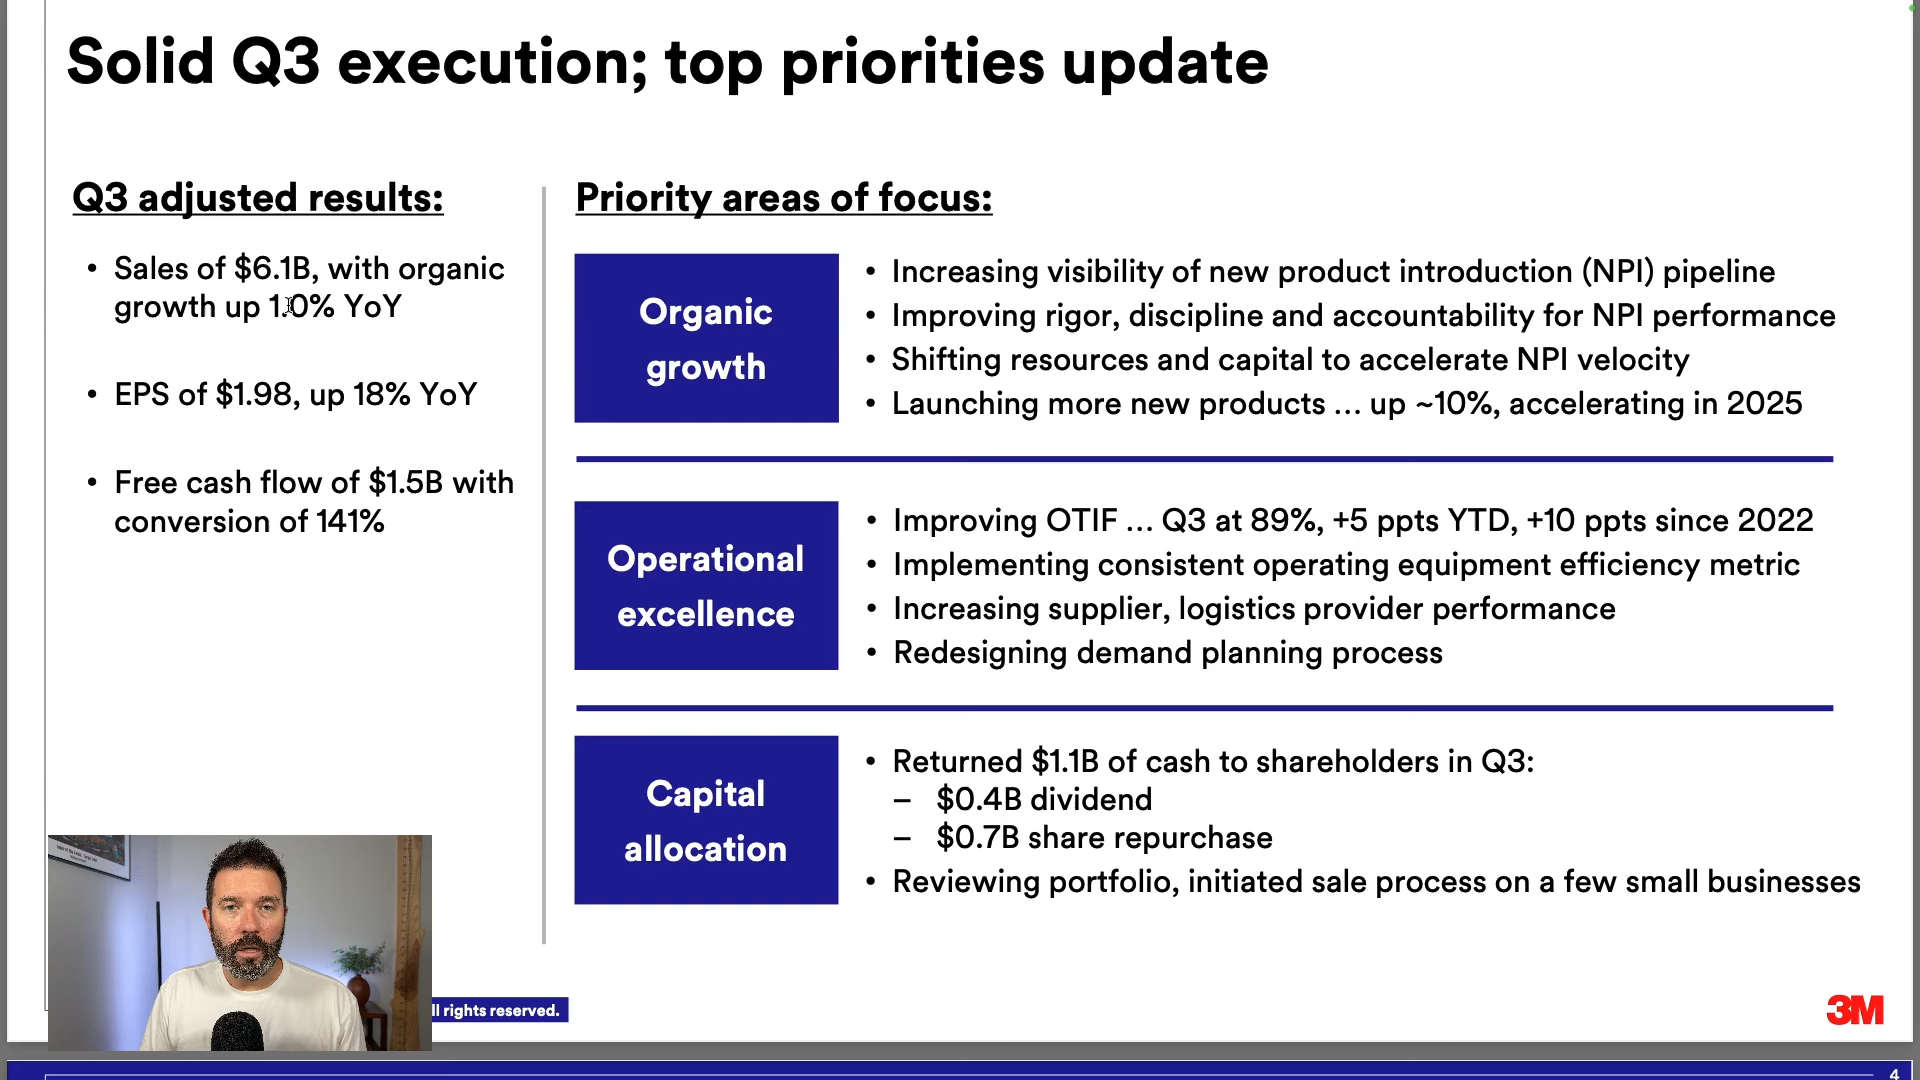 Solid Q3 execution; top priorities update
Q3 adjusted results:
• Sales of $6.1B, with organic
growth up 1.0% YoY
• EPS of $1.98, up 18% YoY
• Free cash flow of $1.5B with
conversion of 141%
Priority areas of focus:
Organic
growth
• Increasing visibility of new product introduction (NPI) pipeline
• Improving rigor, discipline and accountability for NPI performance
• Shifting resources and capital to accelerate NPI velocity
• Launching more new products … up ~10%, accelerating in 2025
Operational
excellence
• Improving OTIF … Q3 at 89%, +5 ppts YTD, +10 ppts since 2022
• Implementing consistent operating equipment efficiency metric
• Increasing supplier, logistics provider performance
• Redesigning demand planning process
Capital
allocation
• Returned $1.1B of cash to shareholders in Q3:
– $0.4B dividend
– $0.7B share repurchase
• Reviewing portfolio, initiated sale process on a few small businesses
ll rights reserved.
3M
4